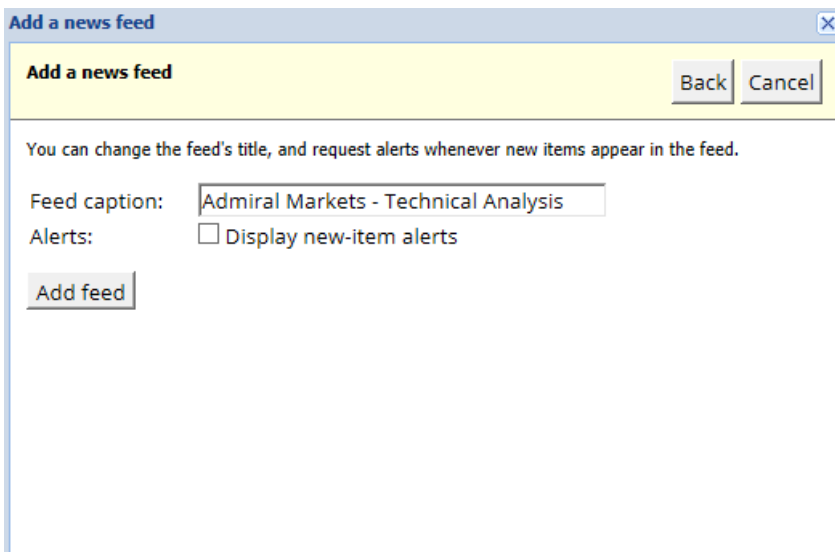 Add a news feed
Add a news feed
Back Cancel
You can change the feed's title, and request alerts whenever new items appear in the feed.
Feed caption: Admiral Markets - Technical Analysis
Alerts: Display new-item alerts
Add feed